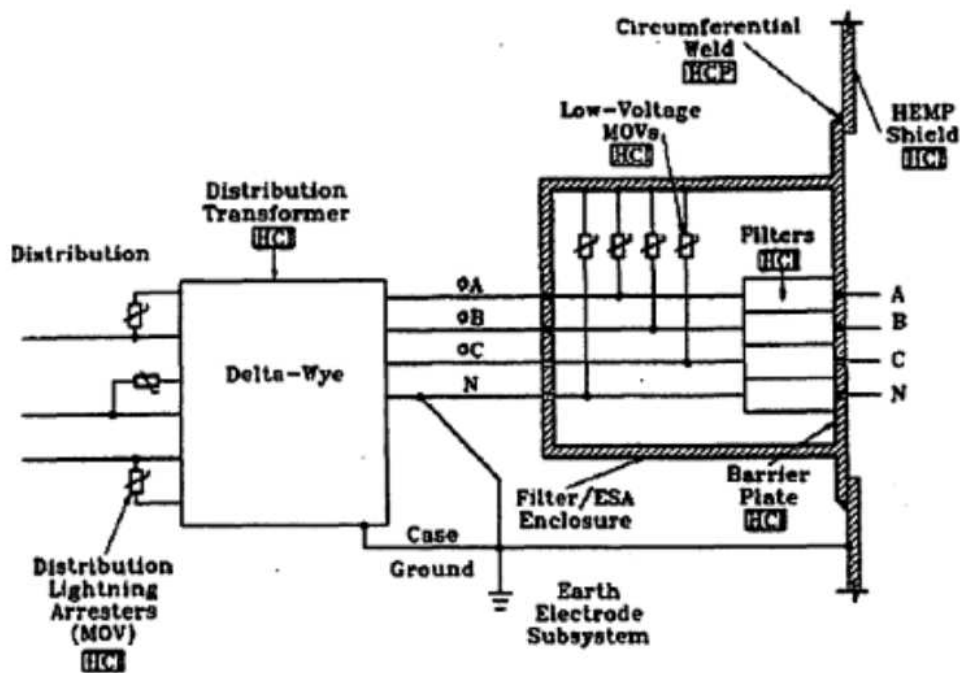 Circumferential
Weld
HCP
HEMP
Shield
HCI
Low-Voltage
MOVs
HCI
Distribution
Transformer
HCI
Distribution
Filters
HCI
φA
φB
φC
N
A
B
C
N
Delta-Wye
Filter/ESA
Enclosure
Barrier
Plate
HCI
Case
Ground
Earth
Electrode
Subsystem
Distribution
Lightning
Arresters
(MOV)
HCI